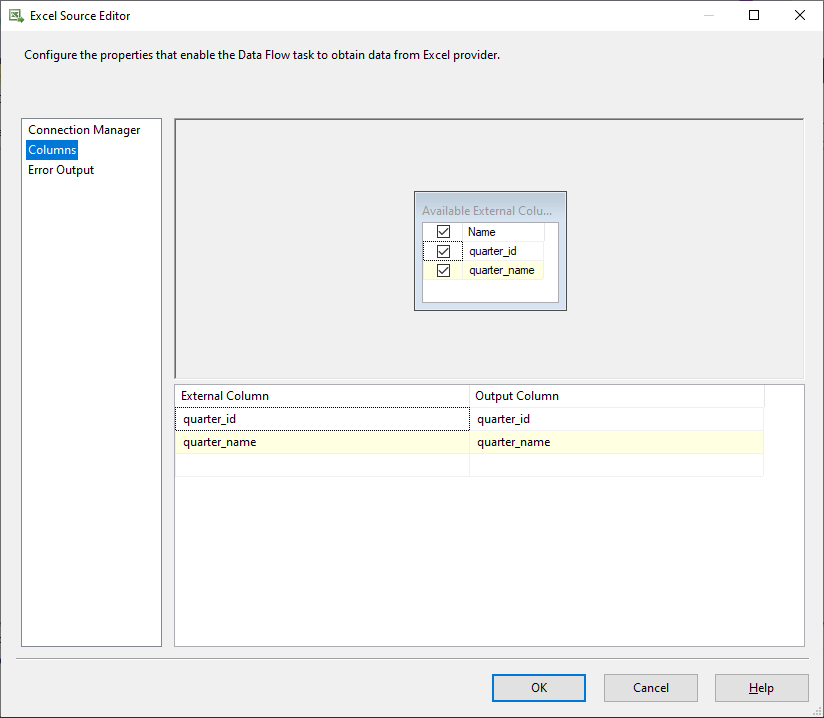 Excel Source Editor
Configure the properties that enable the Data Flow task to obtain data from Excel provider.
Connection Manager
Columns
Error Output
Available External Colu...
Name
quarter_id
quarter_name
External Column Output Column
quarter_id quarter_id
quarter_name quarter_name
OK Cancel Help